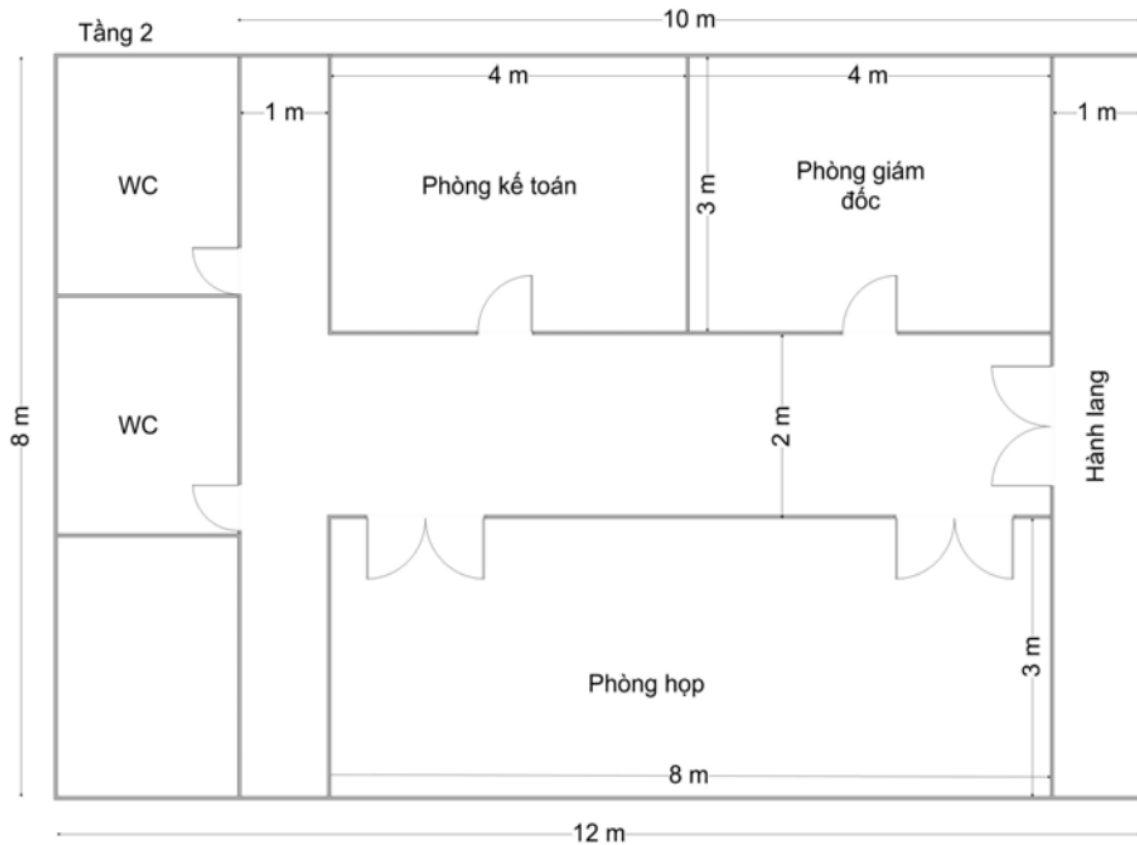 10 m
Tầng 2
4 m
4 m
1 m
1 m
WC
Phòng kế toán
Phòng giám
đốc
3 m
8 m
WC
2 m
Hành lang
Phòng họp
3 m
8 m
12 m